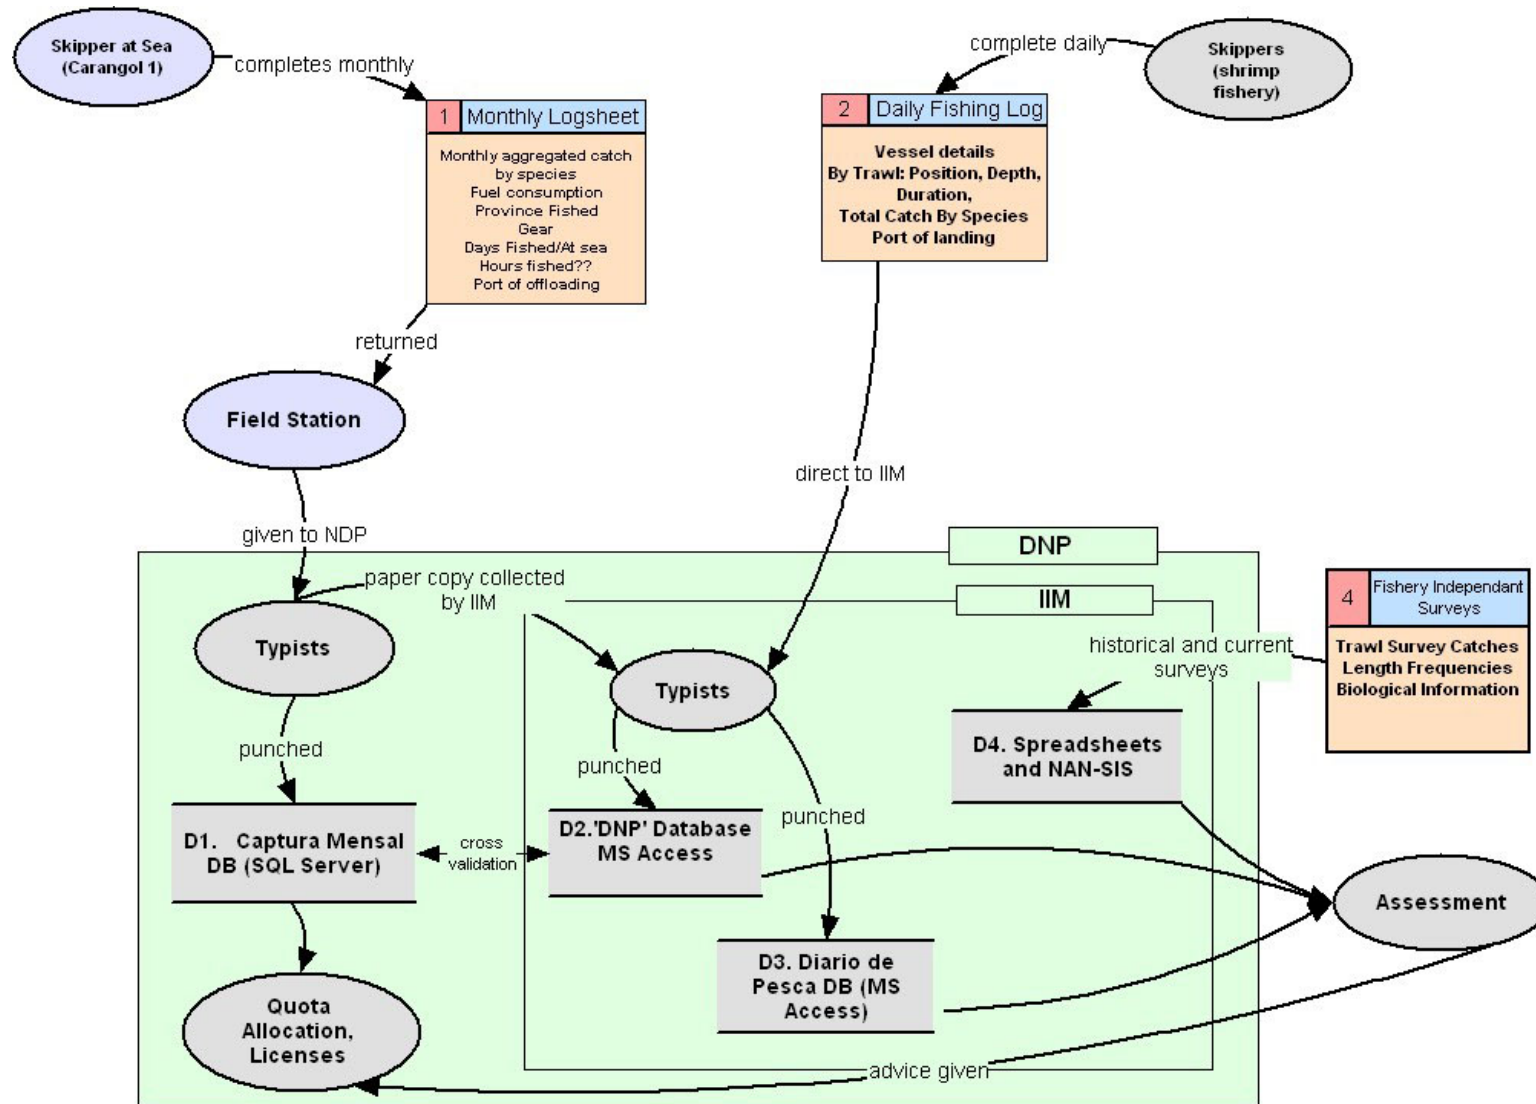 Skipper at Sea
(Carangol 1)
completes monthly
complete daily
Skippers
(shrimp
fishery)
1 Monthly Logsheet
Monthly aggregated catch
by species
Fuel consumption
Province Fished
Gear
Days Fished/At sea
Hours fished??
Port of offloading
2 Daily Fishing Log
Vessel details
By Trawl: Position, Depth,
Duration,
Total Catch By Species
Port of landing
returned
Field Station
direct to IIM
given to NDP
DNP
paper copy collected
by IIM
IIM
4 Fishery Independant
Surveys
Trawl Survey Catches
Length Frequencies
Biological Information
Typists
Typists
historical and current
surveys
punched
punched
punched
D4. Spreadsheets
and NAN-SIS
D1. Captura Mensal
DB (SQL Server)
cross
validation
D2.'DNP' Database
MS Access
Assessment
D3. Diario de
Pesca DB (MS
Access)
Quota
Allocation,
Licenses
advice given